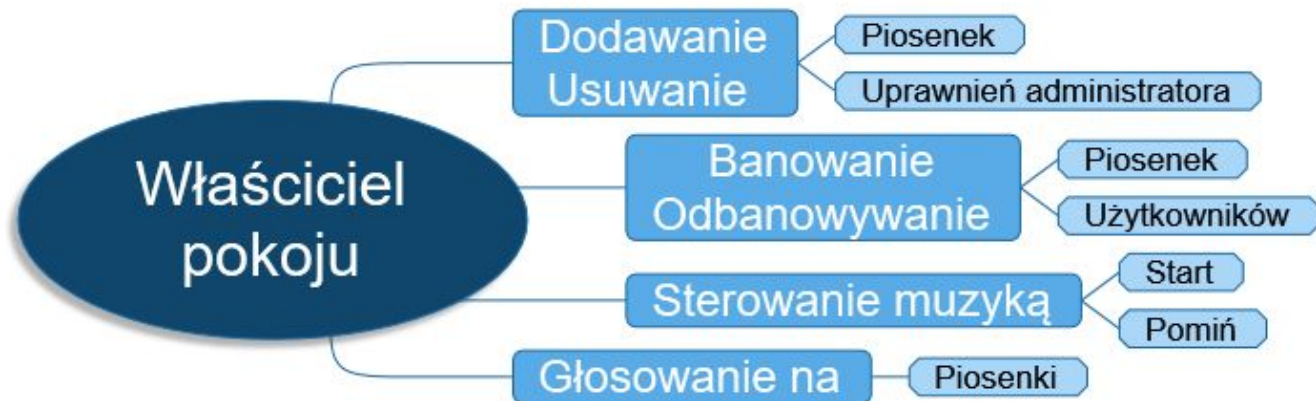 Właściciel
pokoju
Dodawanie
Usuwanie
Piosenek
Uprawnień administratora
Banowanie
Odbanowywanie
Piosenek
Użytkowników
Sterowanie muzyką
Start
Pomiń
Głosowanie na
Piosenki